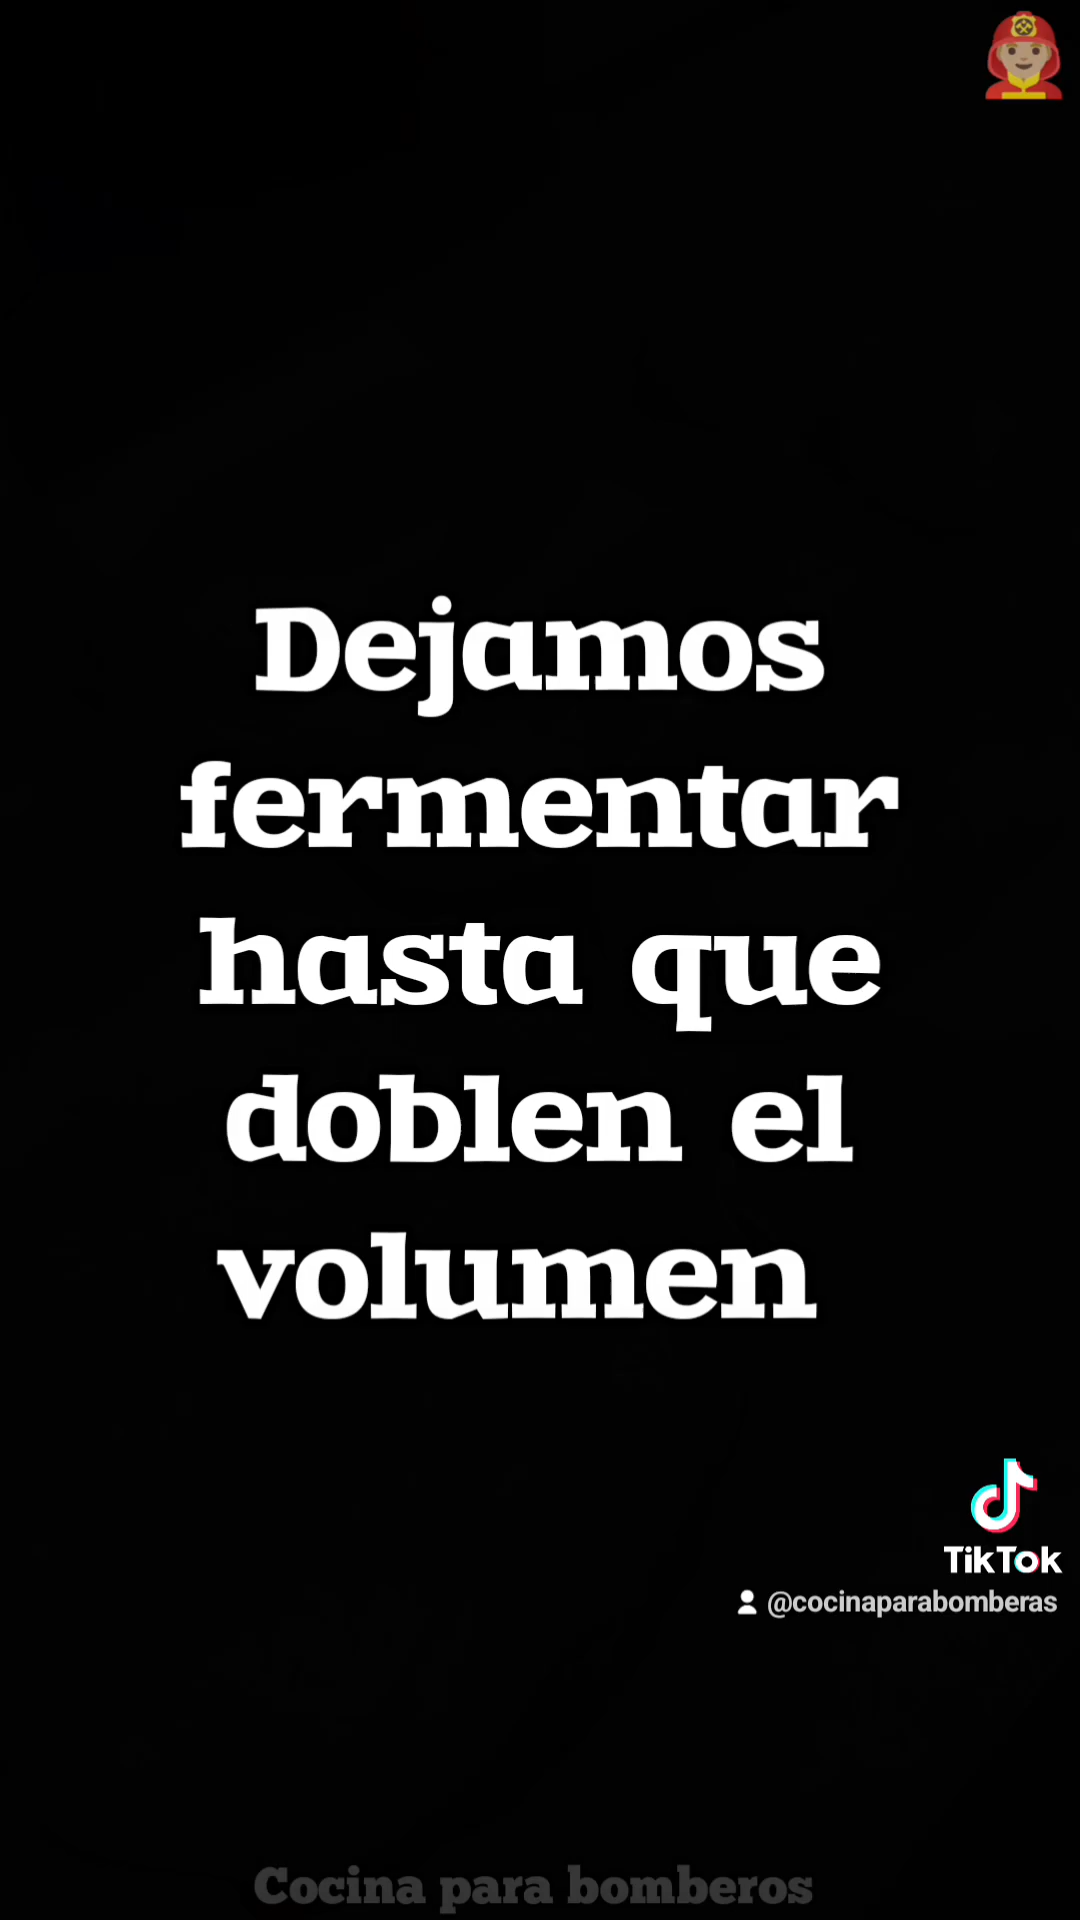 Dejamos
fermentar
hasta que
doblen el
volumen
TikTok
@cocinaparabomberas
Cocina para bomberos